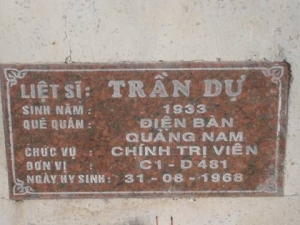 LIỆT SĨ: TRẦN DỰ
SINH NĂM: 1933
QUÊ QUÁN: ĐIỆN BÀN
QUẢNG NAM
CHỨC VỤ: CHÍNH TRỊ VIÊN
ĐƠN VỊ: C1-D481
NGÀY HY SINH: 31-08-1968